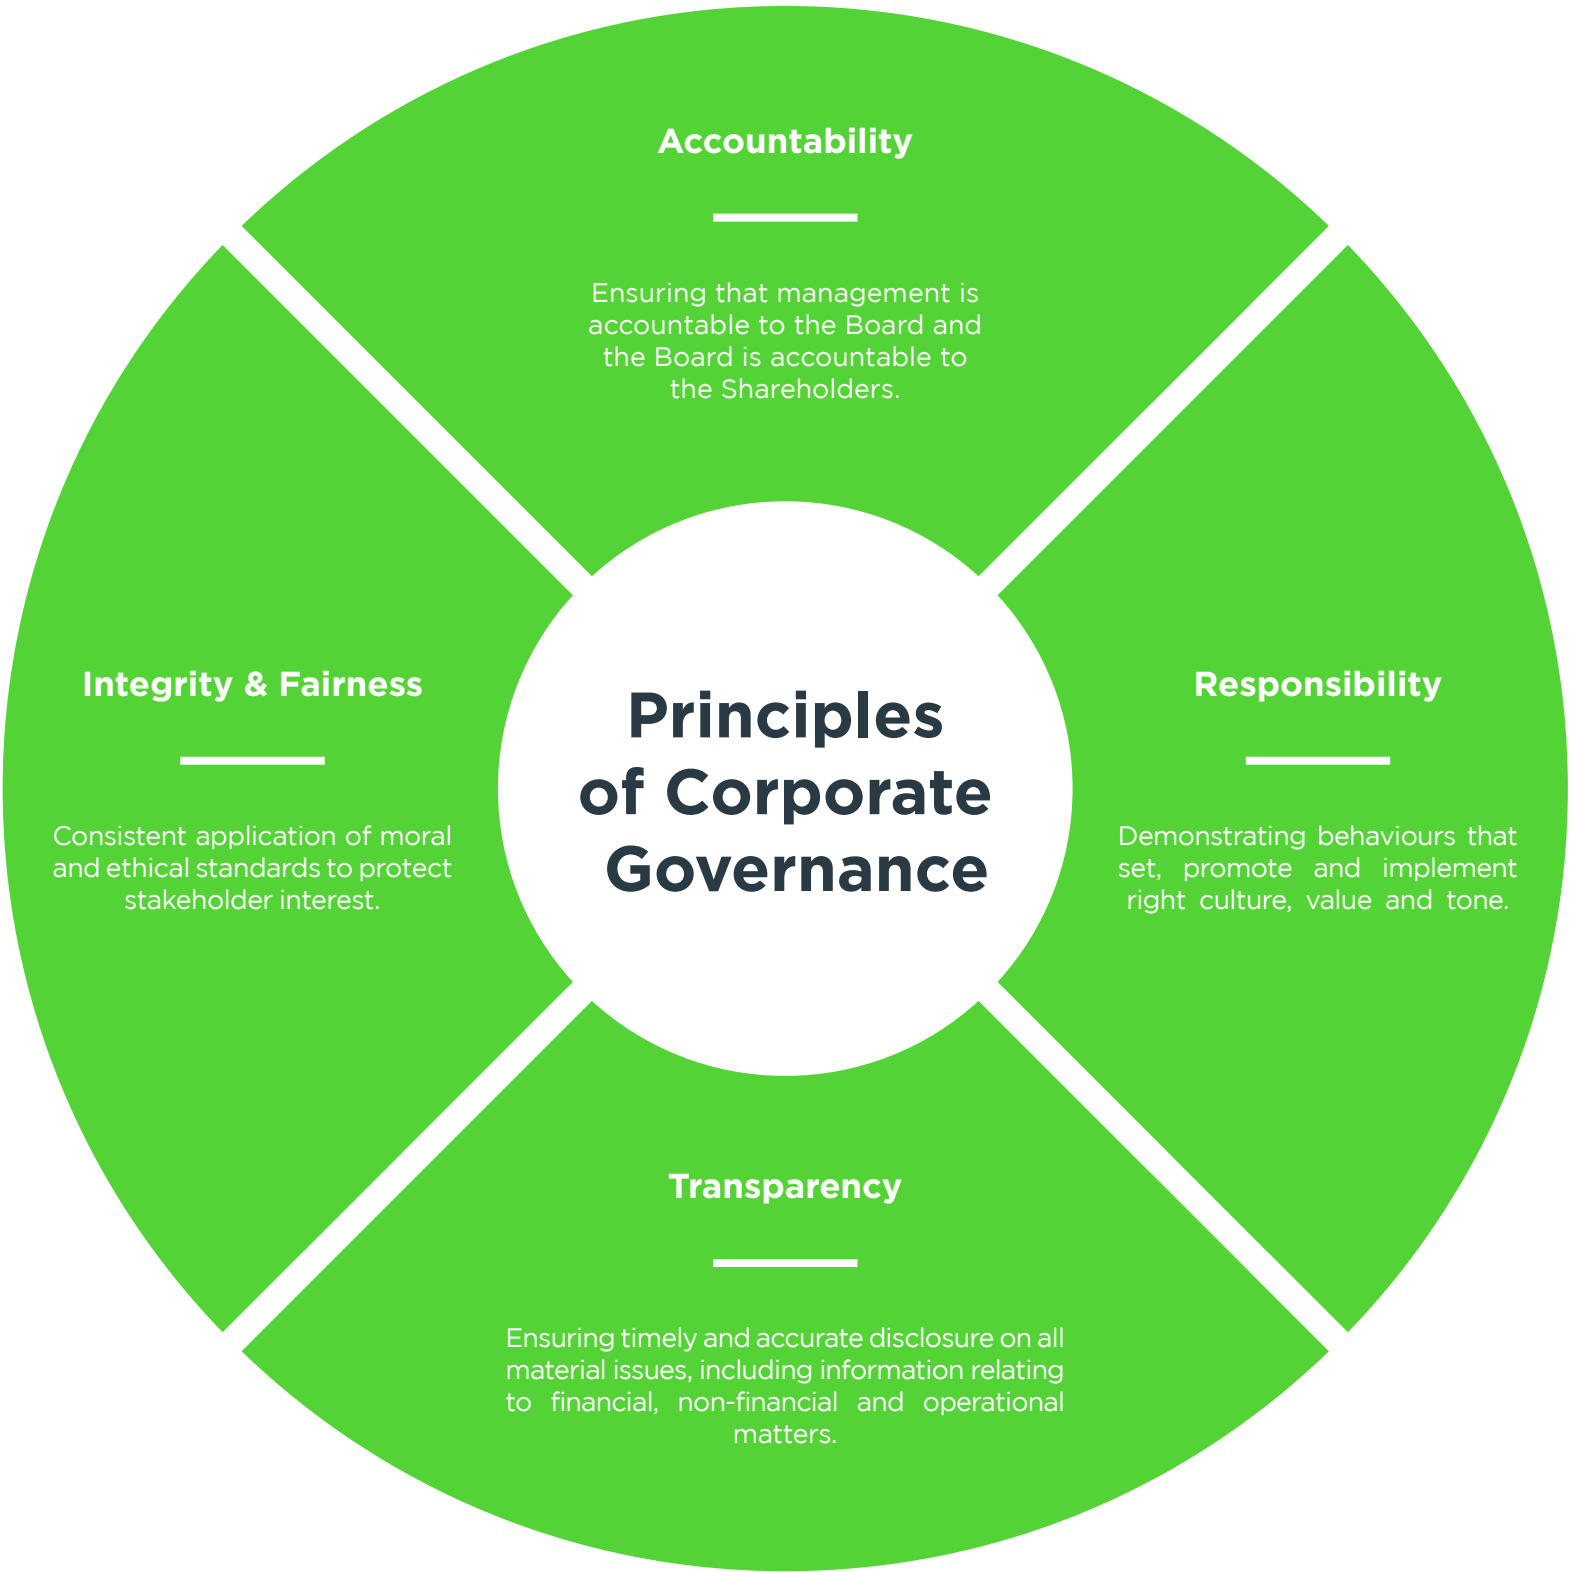 Accountability
Ensuring that management is
accountable to the Board and
the Board is accountable to
the Shareholders.
Integrity & Fairness
Consistent application of moral
and ethical standards to protect
stakeholder interest.
Principles
of Corporate
Governance
Responsibility
Demonstrating behaviours that
set, promote and implement
right culture, value and tone.
Transparency
Ensuring timely and accurate disclosure on all
material issues, including information relating
to financial, non-financial and operational
matters.